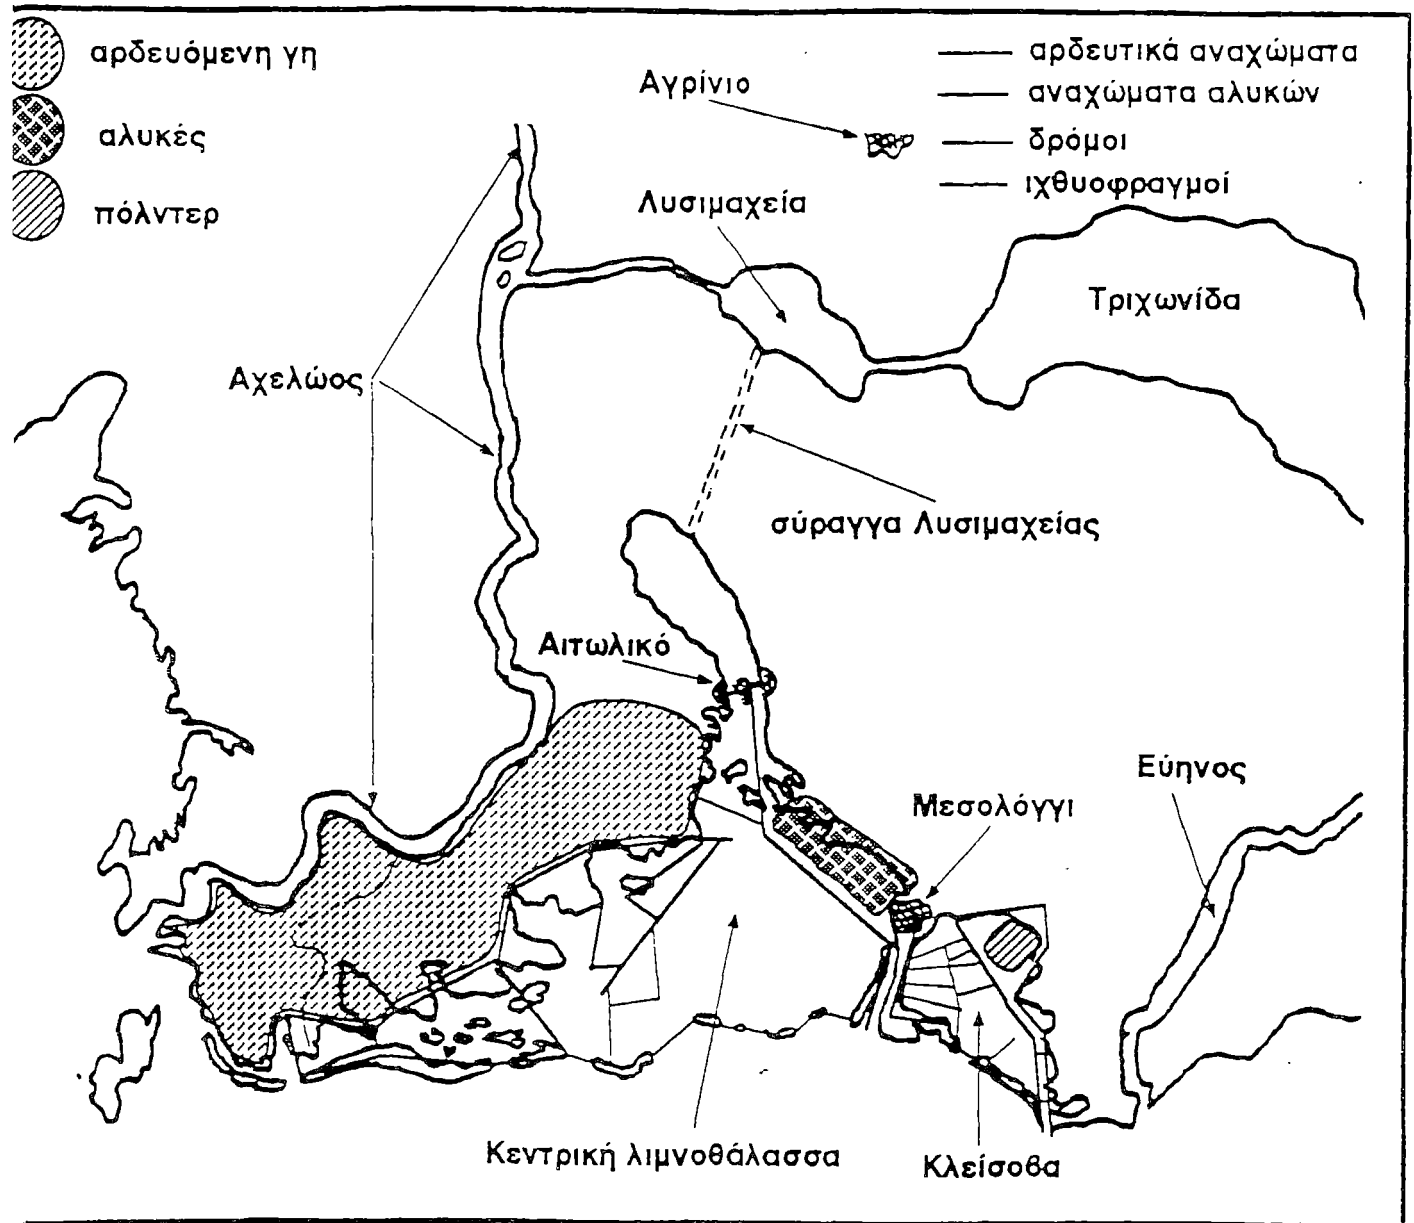 αρδευόμενη γη
αλυκές
πόλντερ
αρδευτικά αναχώματα
αναχώματα αλυκών
δρόμοι
ιχθυοφραγμοί
Αγρίνιο
Λυσιμαχεία
Τριχωνίδα
Αχελώος
σύραγγα Λυσιμαχείας
Αιτωλικό
Εύηνος
Μεσολόγγι
Κεντρική λιμνοθάλασσα
Κλείσοβα